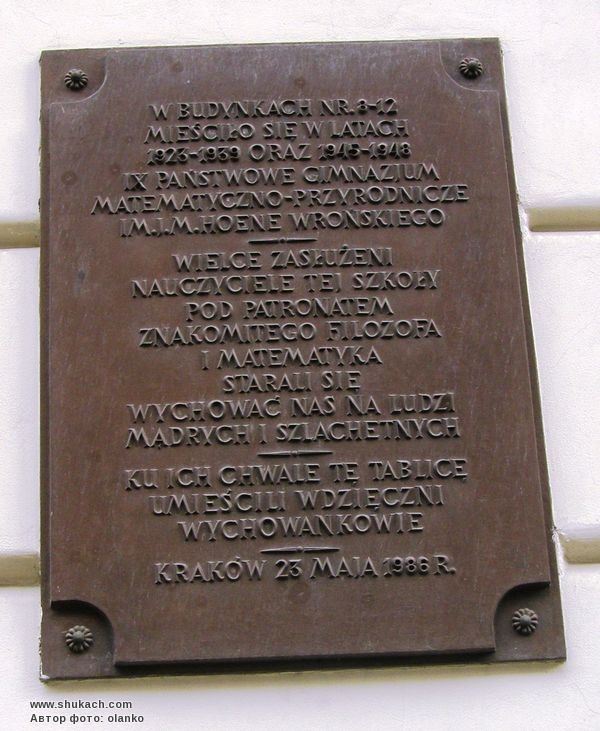 W BUDYNKACH NR. 8-12
MIEŚCIŁO SIĘ W LATACH
1923-1939 ORAZ 1945-1948
IX PAŃSTWOWE GIMNAZJUM
MATEMATYCZNO-PRZYRODNICZE
IM.J.M.HOENE WROŃSKIEGO
WIELCE ZASŁUŻENI
NAUCZYCIELE TEJ SZKOŁY
POD PATRONATEM
ZNAKOMITEGO FILOZOFA
I MATEMATYKA
STARALI SIĘ
WYCHOWAĆ NAS NA LUDZI
MĄDRYCH I SZLACHETNYCH
KU ICH CHWALE TĘ TABLICĘ
UMIEŚCILI WDZIĘCZNI
WYCHOWANKOWIE
KRAKÓW 23 MAJA 1986 R.
www.shukach.com
Автор фото: olanko